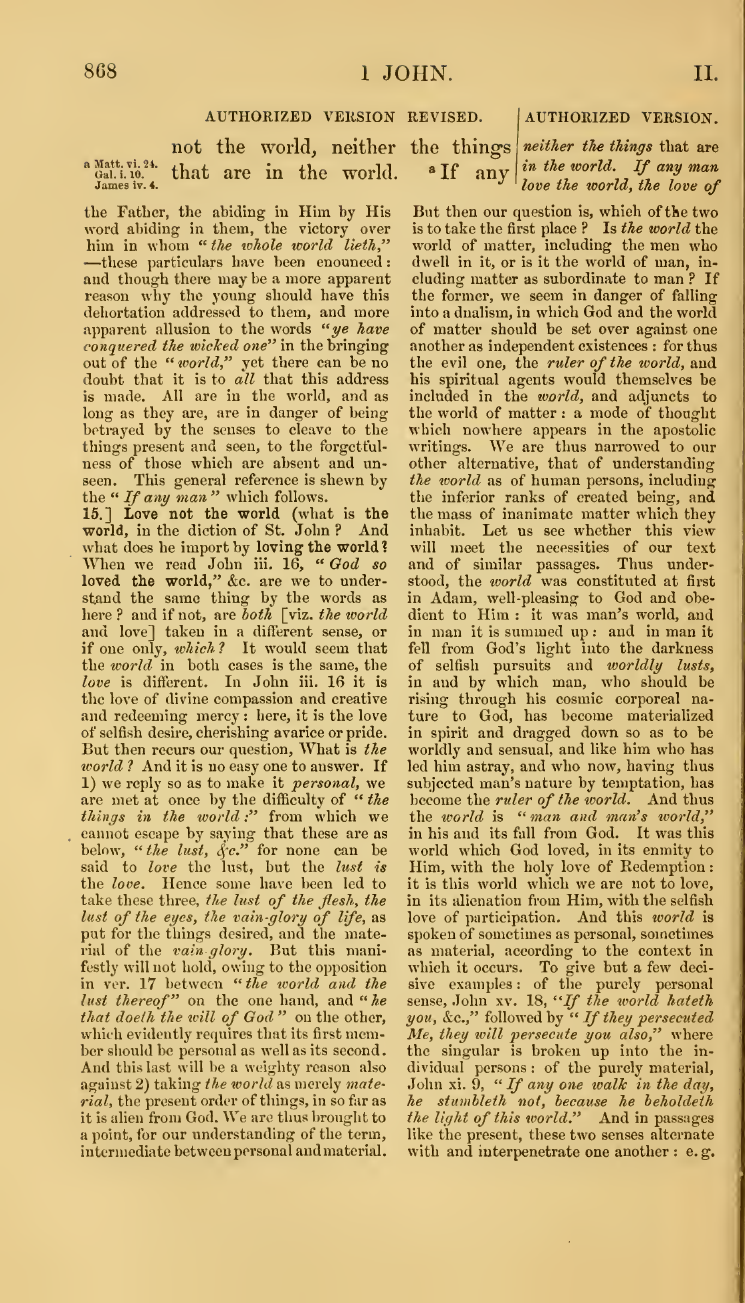 868
1 JOHN.
II.
AUTHORIZED VERSION REVISED.
AUTHORIZED VERSION.
not the world, neither the things
that are in the world. a If any
a Matt. vi. 24.
Gal. i. 10.
James iv. 4.
neither the things that are
in the world. If any man
love the world, the love of
the Father, the abiding in Him by His
word abiding in them, the victory over
him in whom “the whole world lieth,”
—these particulars have been enounced:
and though there may be a more apparent
reason why the young should have this
dehortation addressed to them, and more
apparent allusion to the words “ye have
conquered the wicked one” in the bringing
out of the “world,” yet there can be no
doubt that it is to all that this address
is made. All are in the world, and as
long as they are, are in danger of being
betrayed by the senses to cleave to the
things present and seen, to the forgetful-
ness of those which are absent and un-
seen. This general reference is shewn by
the “If any man” which follows.
15.] Love not the world (what is the
world, in the diction of St. John? And
what does he import by loving the world?
When we read John iii. 16, “God so
loved the world,” &c. are we to under-
stand the same thing by the words as
here? and if not, are both [viz. the world
and love] taken in a different sense, or
if one only, which? It would seem that
the world in both cases is the same, the
love is different. In John iii. 16 it is
the love of divine compassion and creative
and redeeming mercy: here, it is the love
of selfish desire, cherishing avarice or pride.
But then recurs our question, What is the
world? And it is no easy one to answer. If
1) we reply so as to make it personal, we
are met at once by the difficulty of “the
things in the world:” from which we
cannot escape by saying that these are as
below, “the lust, &c.” for none can be
said to love the lust, but the lust is
the love. Hence some have been led to
take these three, the lust of the flesh, the
lust of the eyes, the vain-glory of life, as
put for the things desired, and the mate-
rial of the vain-glory. But this mani-
festly will not hold, owing to the opposition
in ver. 17 between “the world and the
lust thereof” on the one hand, and “he
that doeth the will of God” on the other,
which evidently requires that its first mem-
ber should be personal as well as its second.
And this last will be a weighty reason also
against 2) taking the world as merely mate-
rial, the present order of things, in so far as
it is alien from God. We are thus brought to
a point, for our understanding of the term,
intermediate between personal and material.
But then our question is, which of the two
is to take the first place? Is the world the
world of matter, including the men who
dwell in it, or is it the world of man, in-
cluding matter as subordinate to man? If
the former, we seem in danger of falling
into a dualism, in which God and the world
of matter should be set over against one
another as independent existences: for thus
the evil one, the ruler of the world, and
his spiritual agents would themselves be
included in the world, and adjuncts to
the world of matter: a mode of thought
which nowhere appears in the apostolic
writings. We are thus narrowed to our
other alternative, that of understanding
the world as of human persons, including
the inferior ranks of created being, and
the mass of inanimate matter which they
inhabit. Let us see whether this view
will meet the necessities of our text
and of similar passages. Thus under-
stood, the world was constituted at first
in Adam, well-pleasing to God and obe-
dient to Him: it was man's world, and
in man it is summed up: and in man it
fell from God's light into the darkness
of selfish pursuits and worldly lusts,
in and by which man, who should be
rising through his cosmic corporeal na-
ture to God, has become materialized
in spirit and dragged down so as to be
worldly and sensual, and like him who has
led him astray, and who now, having thus
subjected man's nature by temptation, has
become the ruler of the world. And thus
the world is “man and man's world,”
in his and its fall from God. It was this
world which God loved, in its enmity to
Him, with the holy love of Redemption:
it is this world which we are not to love,
in its alienation from Him, with the selfish
love of participation. And this world is
spoken of sometimes as personal, sometimes
as material, according to the context in
which it occurs. To give but a few deci-
sive examples: of the purely personal
sense, John xv. 18, “If the world hateth
you, &c.,” followed by “If they persecuted
Me, they will persecute you also,” where
the singular is broken up into the in-
dividual persons: of the purely material,
John xi. 9, “If any one walk in the day,
he stumbleth not, because he beholdeth
the light of this world.” And in passages
like the present, these two senses alternate
with and interpenetrate one another: e. g.